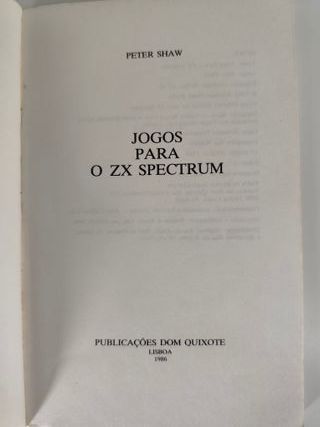 PETER SHAW
JOGOS
PARA
O ZX SPECTRUM
PUBLICAÇÕES DOM QUIXOTE
LISBOA
1986